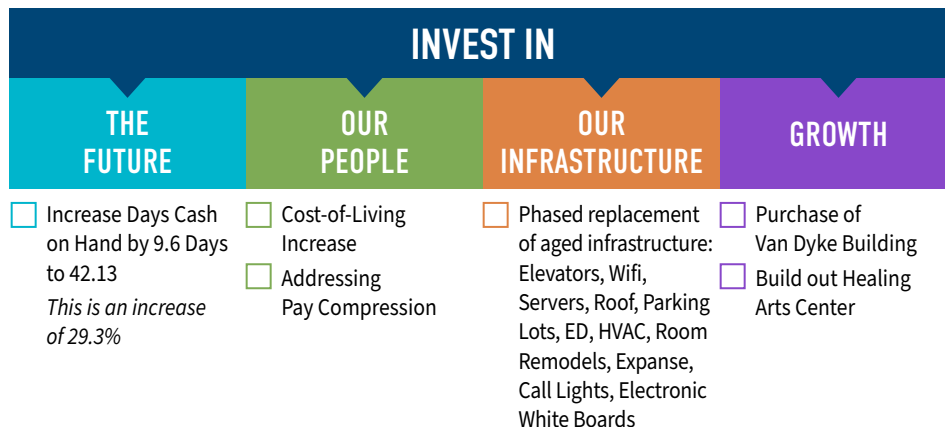 INVEST IN
THE
FUTURE
Increase Days Cash
on Hand by 9.6 Days
to 42.13
This is an increase
of 29.3%
OUR
PEOPLE
Cost-of-Living
Increase
Addressing
Pay Compression
OUR
INFRASTRUCTURE
Phased replacement
of aged infrastructure:
Elevators, Wifi,
Servers, Roof, Parking
Lots, ED, HVAC, Room
Remodels, Expanse,
Call Lights, Electronic
White Boards
GROWTH
Purchase of
Van Dyke Building
Build out Healing
Arts Center